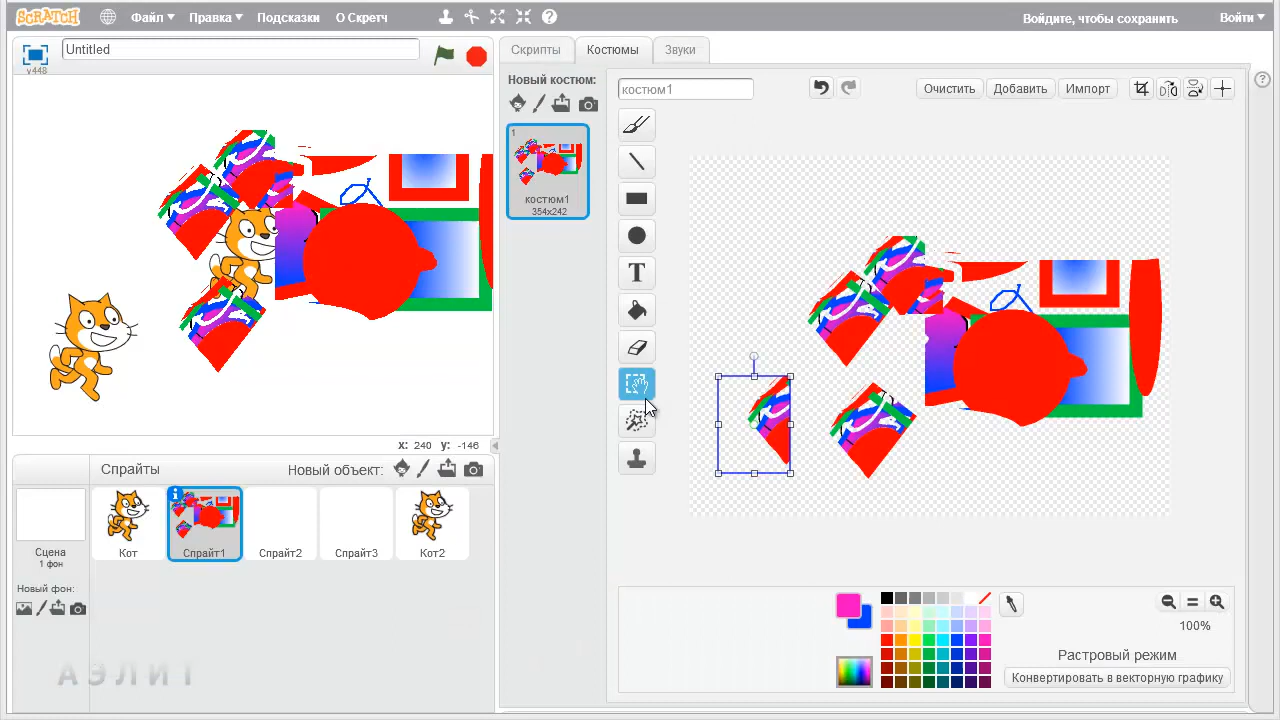 SCRATCH
Файл Правка Подсказки О Скретч Войдите, чтобы сохранить Войти
Untitled
v448
Скрипты Костюмы Звуки
Новый костюм:
костюм1
Очистить Добавить Импорт
1
костюм1
354x242
T
x: 240 y: -146
Спрайты Новый объект:
Кот Спрайт1 Спрайт2 Спрайт3 Кот2
Сцена
1 фон
Новый фон:
100%
Растровый режим
Конвертировать в векторную графику
АЭЛИТ